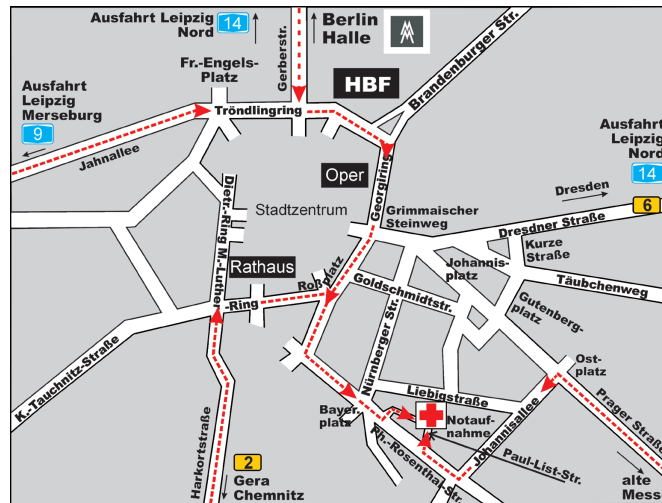 Ausfahrt Leipzig
Nord
14
Berlin
Halle
Gerberstr.
Brandenburger Str.
Fr.-Engels-
Platz
HBF
Ausfahrt
Leipzig
Merseburg
9
Tröndlingring
Jahnallee
Ausfahrt
Leipzig
Nord
14
Oper
Georgiring
Dietr.-Ring M.-Luther
-Ring
Stadtzentrum
Grimmaischer
Steinweg
Dresden
6
Dresdner Straße
Kurze
Straße
Johannis-
platz
Täubchenweg
Rathaus
Roßplatz
Goldschmidtstr.
Gutenberg-
platz
Nürnberger Str.
K.-Tauchnitz-Straße
Ost-
platz
Liebigstraße
Prager Straße
Bayer.
platz
Notauf-
nahme
Johannisallee
Harkortstraße
Ph.-Rosenthal-Str.
Paul-List-Str.
2
Gera
Chemnitz
alte
Mess